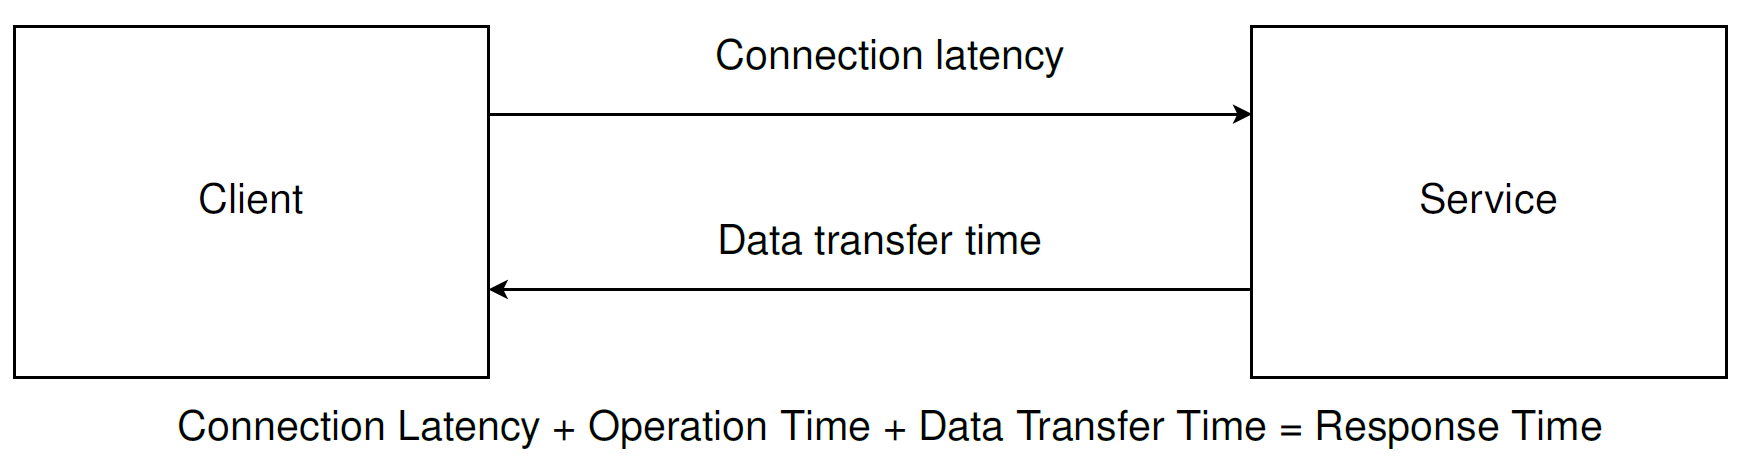 Connection latency
Client
Service
Data transfer time
Connection Latency + Operation Time + Data Transfer Time = Response Time